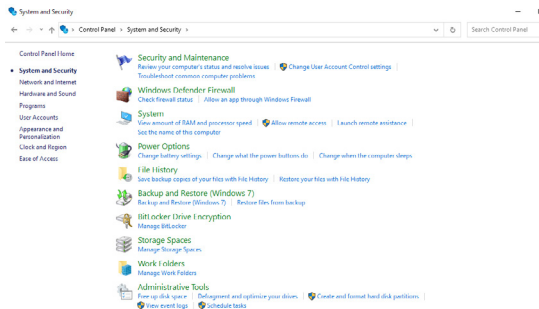 System and Security
Control Panel > System and Security >
Search Control Panel
Control Panel Home
System and Security
Network and Internet
Hardware and Sound
Programs
User Accounts
Appearance and
Personalization
Clock and Region
Ease of Access
Security and Maintenance
Review your computer's status and resolve issues | Change User Account Control settings |
Troubleshoot common computer problems
Windows Defender Firewall
Check firewall status | Allow an app through Windows Firewall
System
View amount of RAM and processor speed | Allow remote access | Launch remote assistance |
See the name of this computer
Power Options
Change battery settings | Change what the power buttons do | Change when the computer sleeps
File History
Save backup copies of your files with File History | Restore your files with File History
Backup and Restore (Windows 7)
Backup and Restore (Windows 7) | Restore files from backup
BitLocker Drive Encryption
Manage BitLocker
Storage Spaces
Manage Storage Spaces
Work Folders
Manage Work Folders
Administrative Tools
Free up disk space | Defragment and optimize your drives | Create and format hard disk partitions |
View event logs | Schedule tasks